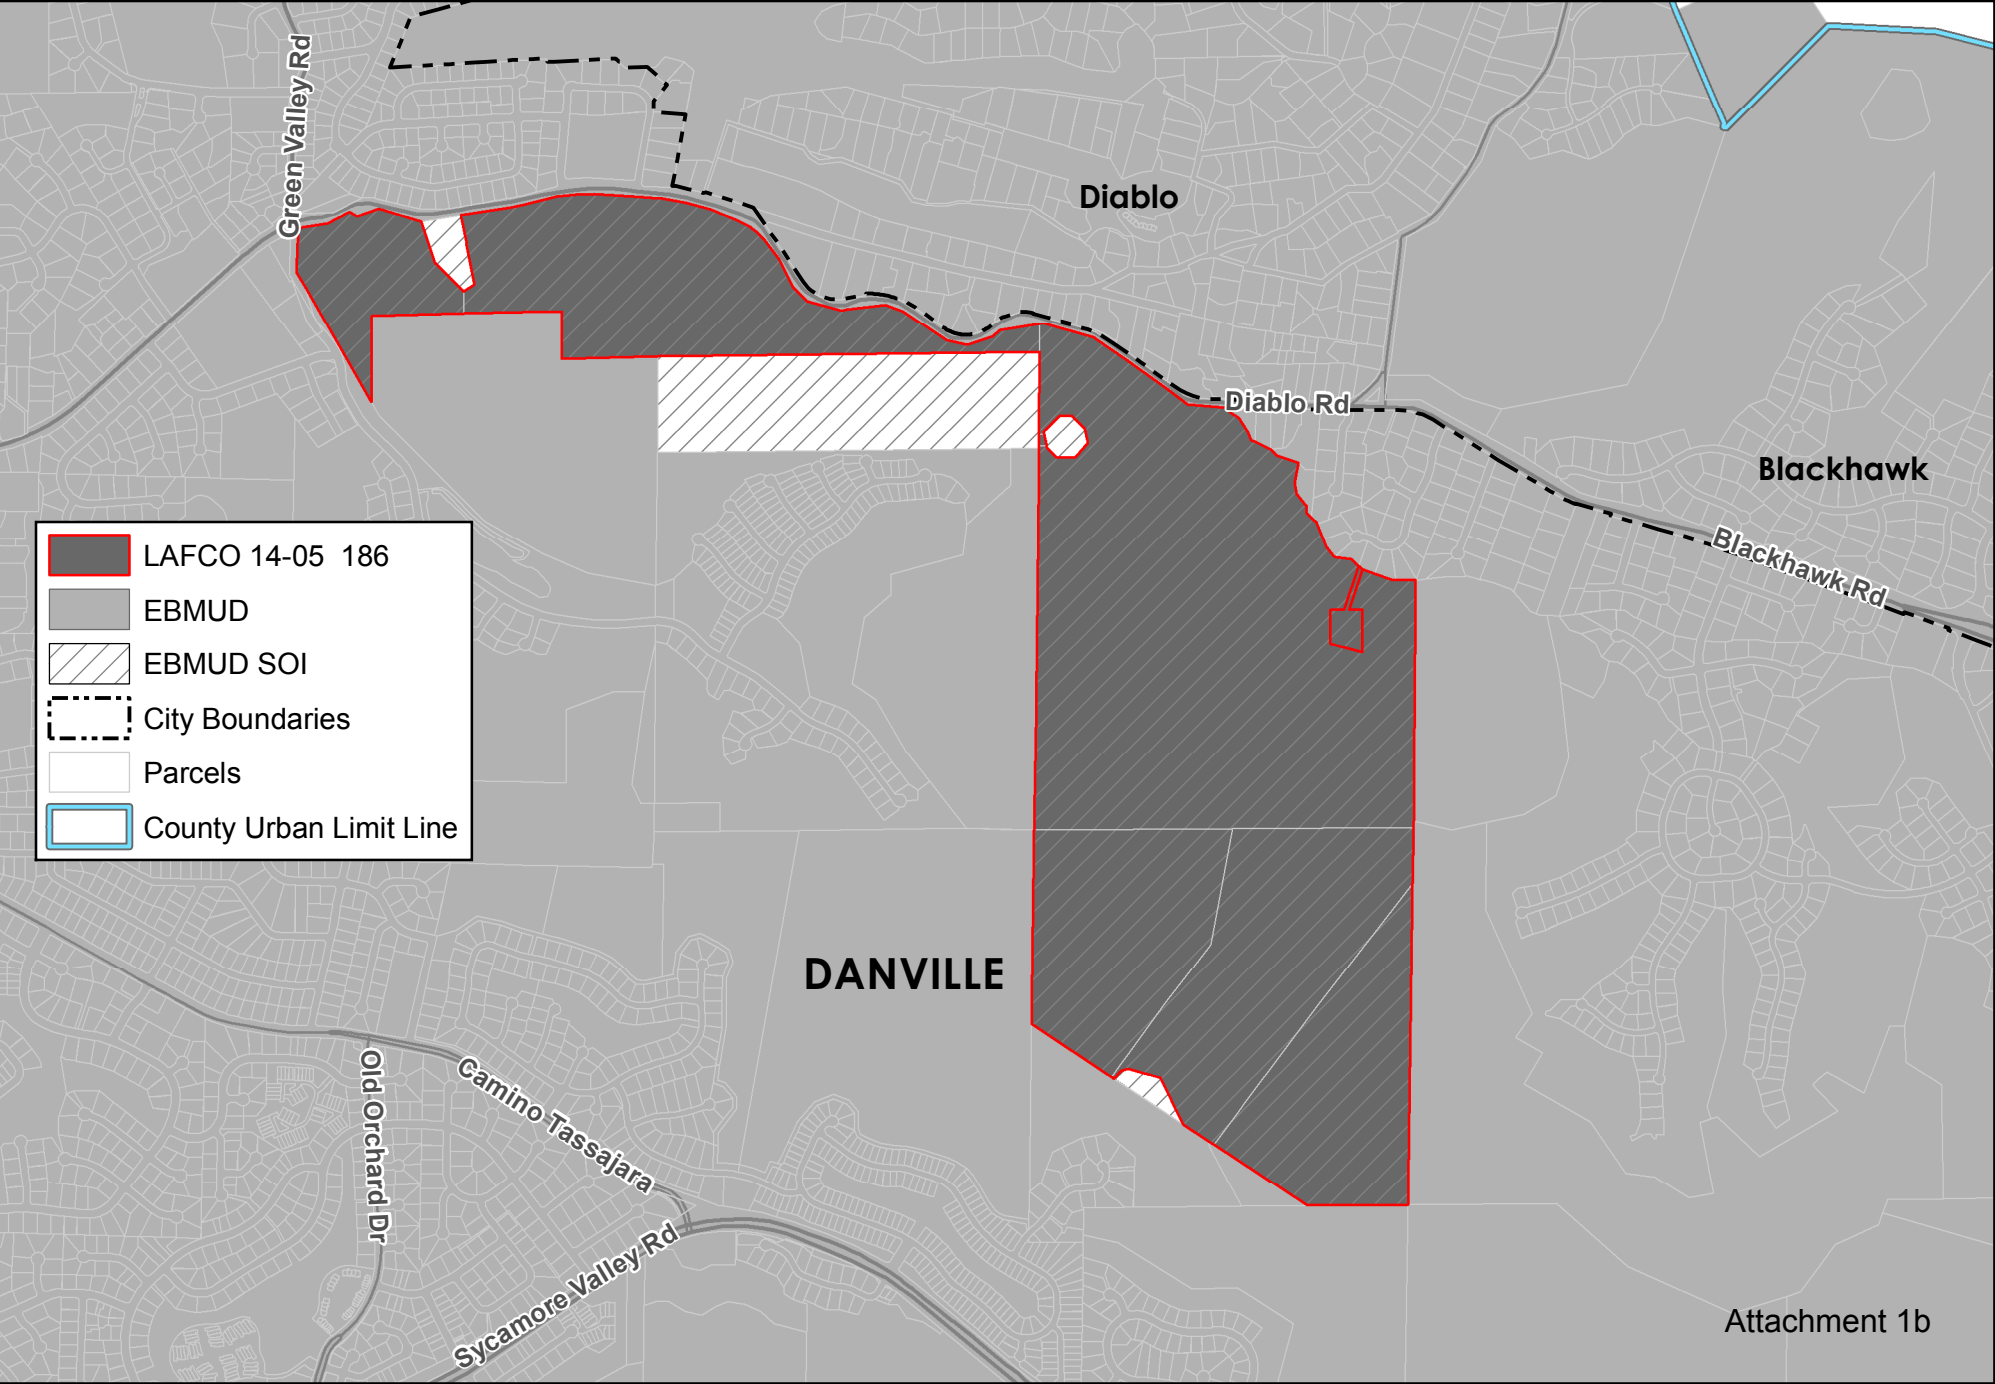 Green Valley Rd
Diablo
Diablo Rd
Blackhawk
Blackhawk Rd
LAFCO 14-05 186
EBMUD
EBMUD SOI
City Boundaries
Parcels
County Urban Limit Line
DANVILLE
Old Orchard Dr
Camino Tassajara
Sycamore Valley Rd
Attachment 1b